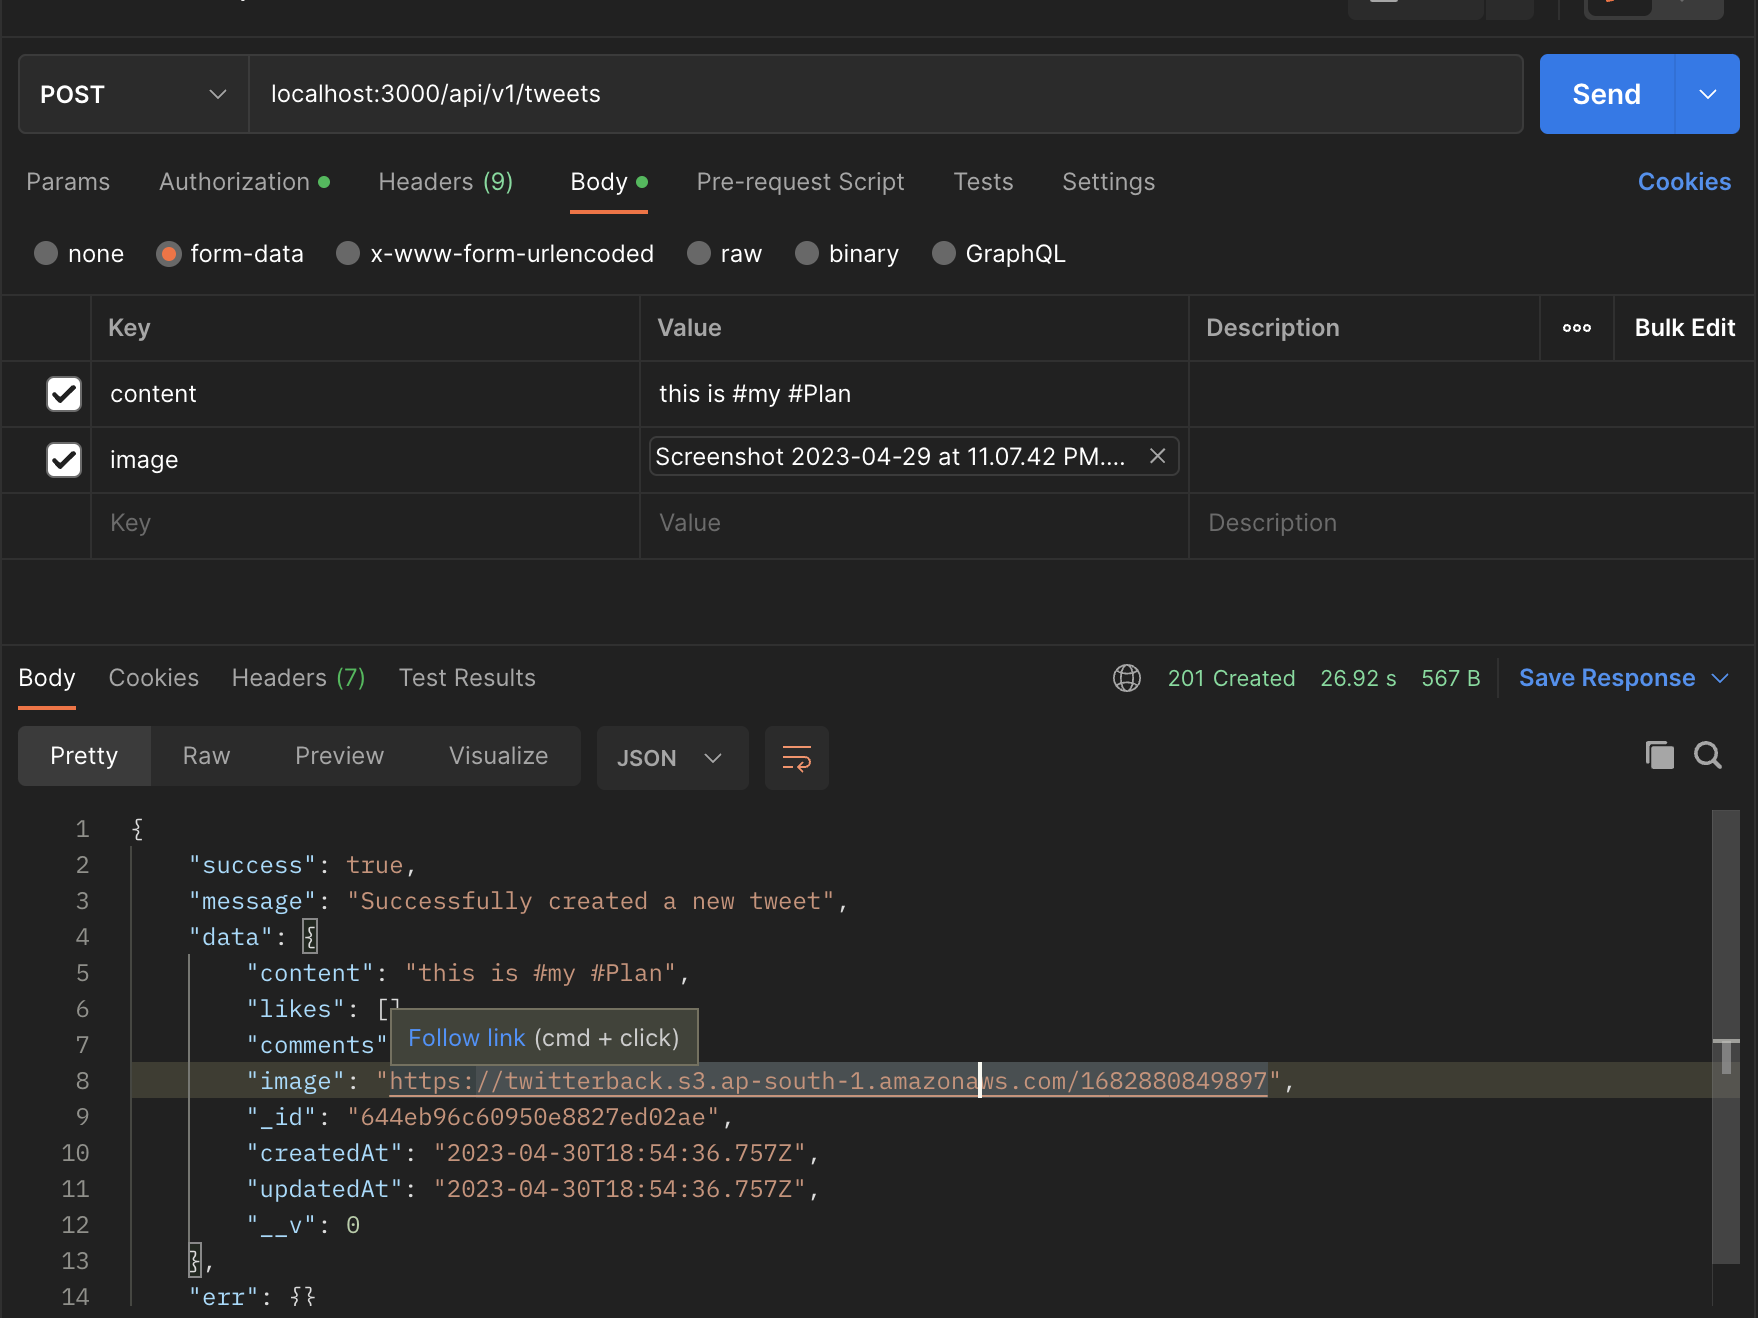 POST localhost:3000/api/v1/tweets Send
Params Authorization Headers (9) Body Pre-request Script Tests Settings Cookies
none form-data x-www-form-urlencoded raw binary GraphQL
Key Value Description ooo Bulk Edit
content this is #my #Plan
image Screenshot 2023-04-29 at 11.07.42 PM....
Key Value Description
Body Cookies Headers (7) Test Results 201 Created 26.92 s 567 B Save Response
Pretty Raw Preview Visualize JSON
1 {
2 "success": true,
3 "message": "Successfully created a new tweet",
4 "data": {
5 "content": "this is #my #Plan",
6 "likes": []
Follow link (cmd + click)
7 "comments"
8 "image": "https://twitterback.s3.ap-south-1.amazonaws.com/1682880849897",
9 "_id": "644eb96c60950e8827ed02ae",
10 "createdAt": "2023-04-30T18:54:36.757Z",
11 "updatedAt": "2023-04-30T18:54:36.757Z",
12 "__v": 0
13 },
14 "err": {}